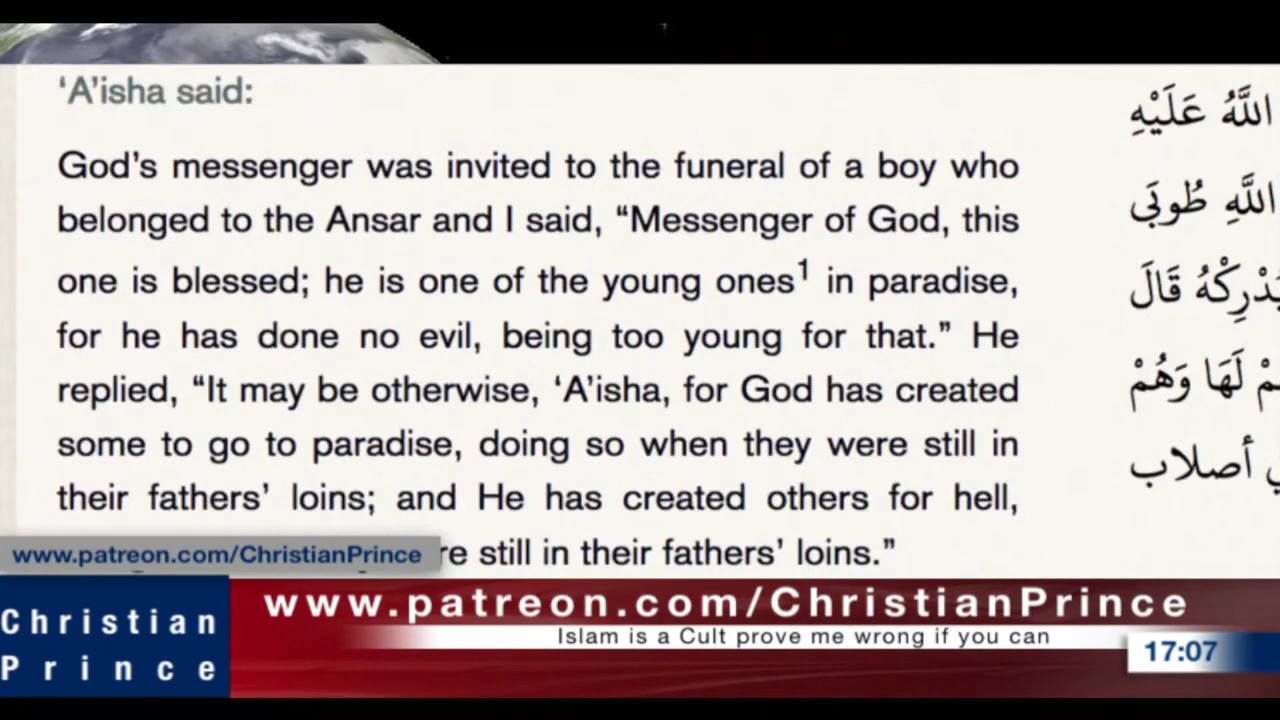 ‘A’isha said:
God’s messenger was invited to the funeral of a boy who
belonged to the Ansar and I said, “Messenger of God, this
one is blessed; he is one of the young ones¹ in paradise,
for he has done no evil, being too young for that.” He
replied, “It may be otherwise, ‘A’isha, for God has created
some to go to paradise, doing so when they were still in
their fathers’ loins; and He has created others for hell,
still in their fathers’ loins.”
اللَّهُ عَلَيْهِ
اللَّهِ طُوبَى
يُدْرِكْهُ قَالَ
لَهَا وَهُمْ
أصلاب
www.patreon.com/ChristianPrince
www.patreon.com/ChristianPrince
Islam is a Cult prove me wrong if you can
Christian
Prince
17:07